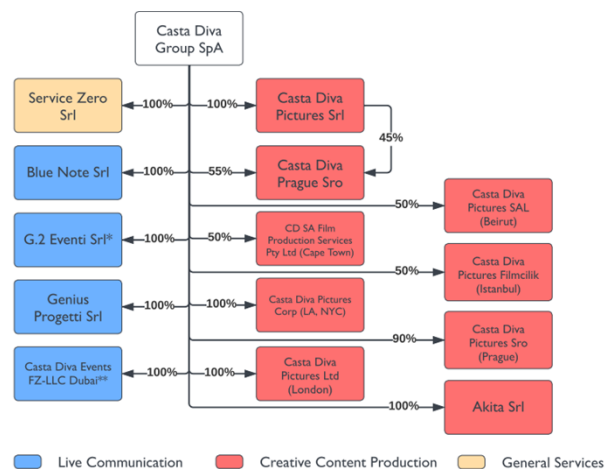 Casta Diva
Group SpA
Service Zero
Srl
100%
100%
Casta Diva
Pictures Srl
45%
Blue Note Srl
100%
55%
Casta Diva
Prague Sro
50%
Casta Diva
Pictures SAL
(Beirut)
G.2 Eventi Srl*
100%
50%
CD SA Film
Production Services
Pty Ltd (Cape Town)
50%
Casta Diva
Pictures Filmcilik
(Istanbul)
Genius
Progetti Srl
100%
100%
Casta Diva Pictures
Corp (LA, NYC)
90%
Casta Diva
Pictures Sro
(Prague)
Casta Diva Events
FZ-LLC Dubai**
100%
100%
Casta Diva
Pictures Ltd
(London)
100%
Akita Srl
Live Communication
Creative Content Production
General Services